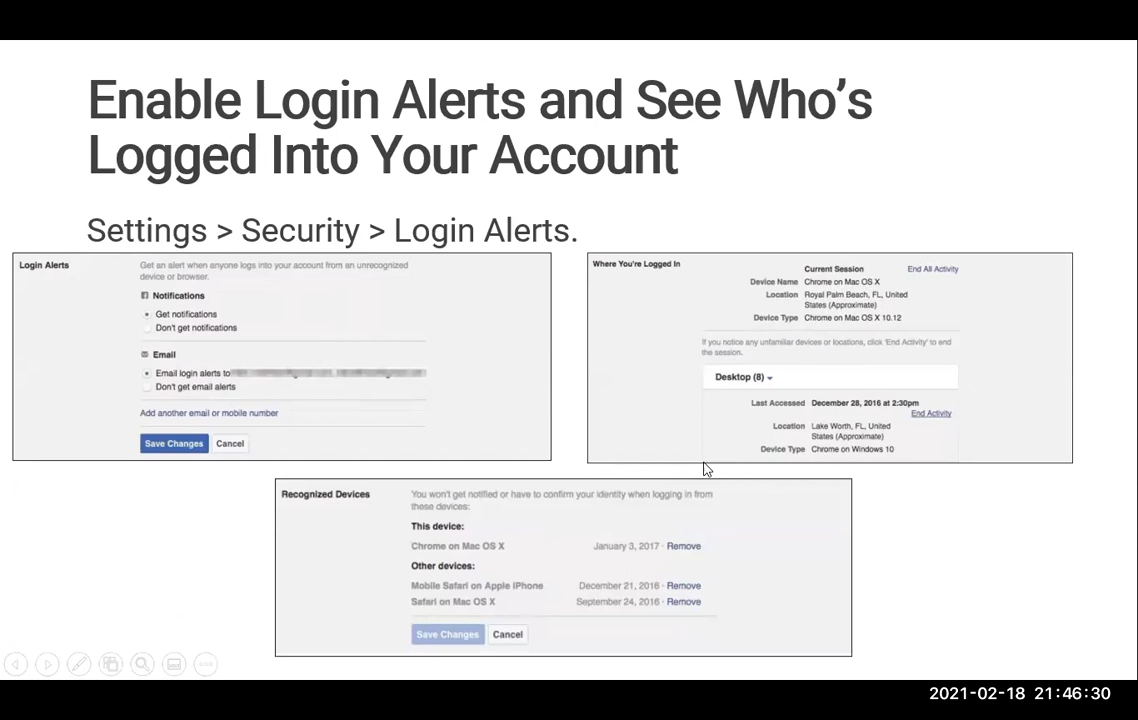 Enable Login Alerts and See Who's
Logged Into Your Account
Settings > Security > Login Alerts.
Login Alerts
Get an alert when anyone logs into your account from an unrecognized
device or browser.
Notifications
Get notifications
Don't get notifications
Email
Email login alerts to
Don't get email alerts
Add another email or mobile number
Save Changes Cancel
Where You're Logged In
Current Session End All Activity
Device Name Chrome on Mac OS X
Location Royal Palm Beach, FL, United
States (Approximate)
Device Type Chrome on Mac OS X 10.12
If you notice any unfamiliar devices or locations, click 'End Activity' to end
the session.
Desktop (8)
Last Accessed December 28, 2016 at 2:30pm
End Activity
Location Lake Worth, FL, United
States (Approximate)
Device Type Chrome on Windows 10
Recognized Devices
You won't get notified or have to confirm your identity when logging in from
these devices:
This device:
Chrome on Mac OS X January 3, 2017 · Remove
Other devices:
Mobile Safari on Apple iPhone December 21, 2016 · Remove
Safari on Mac OS X September 24, 2016 · Remove
Save Changes Cancel
2021-02-18 21:46:30